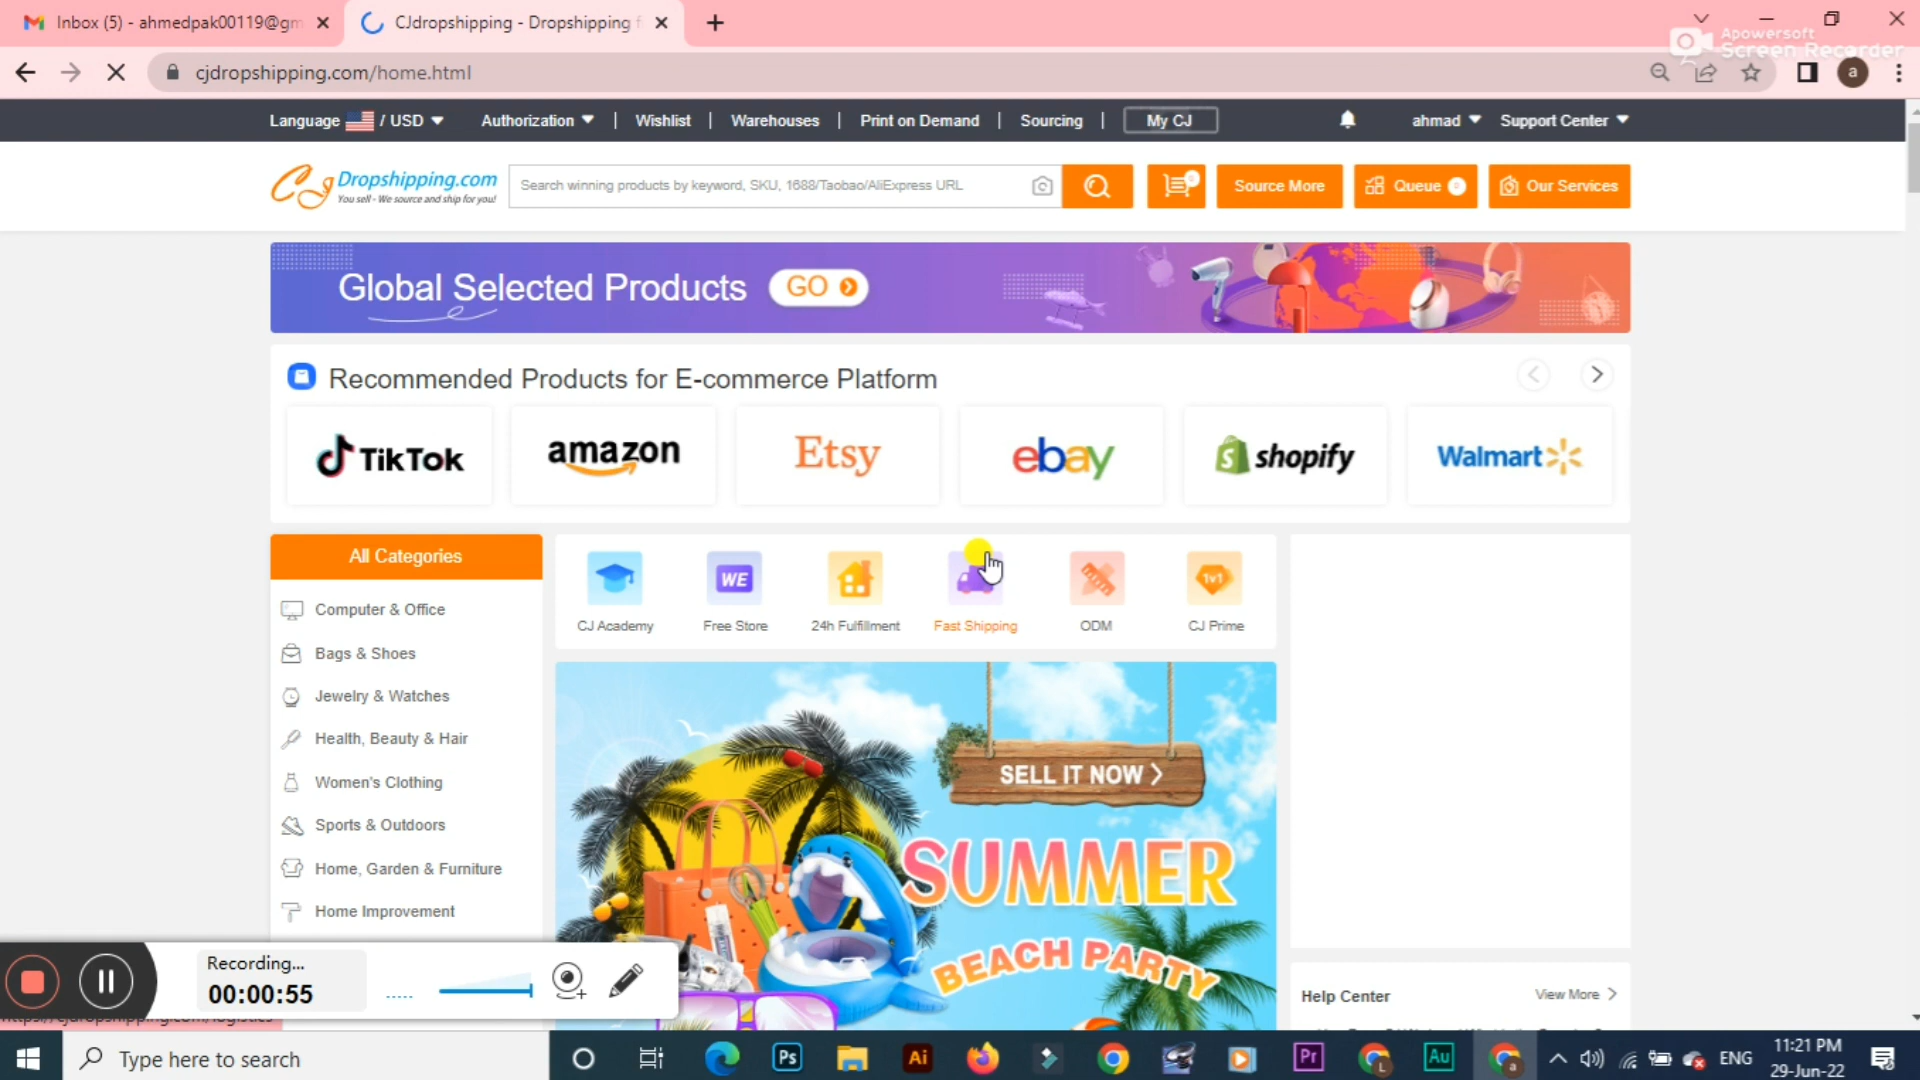 Inbox (5) - ahmedpak00119@gm
CJdropshipping - Dropshipping f
Apowersoft
Screen Recorder
cjdropshipping.com/home.html
a
Language / USD
Authorization
Wishlist
Warehouses
Print on Demand
Sourcing
My CJ
ahmad
Support Center
CJ Dropshipping.com
You sell - We source and ship for you!
Search winning products by keyword, SKU, 1688/Taobao/AliExpress URL
0
Source More
Queue 0
Our Services
Global Selected Products GO
Recommended Products for E-commerce Platform
TikTok
amazon
Etsy
ebay
shopify
Walmart
All Categories
Computer & Office
Bags & Shoes
Jewelry & Watches
Health, Beauty & Hair
Women's Clothing
Sports & Outdoors
Home, Garden & Furniture
Home Improvement
WE
1v1
CJ Academy
Free Store
24h Fulfillment
Fast Shipping
ODM
CJ Prime
SELL IT NOW >
SUMMER
BEACH PARTY
Help Center
View More >
Recording...
00:00:55
Type here to search
Ps
Ai
Pr
L
Au
a
ENG
11:21 PM
29-Jun-22